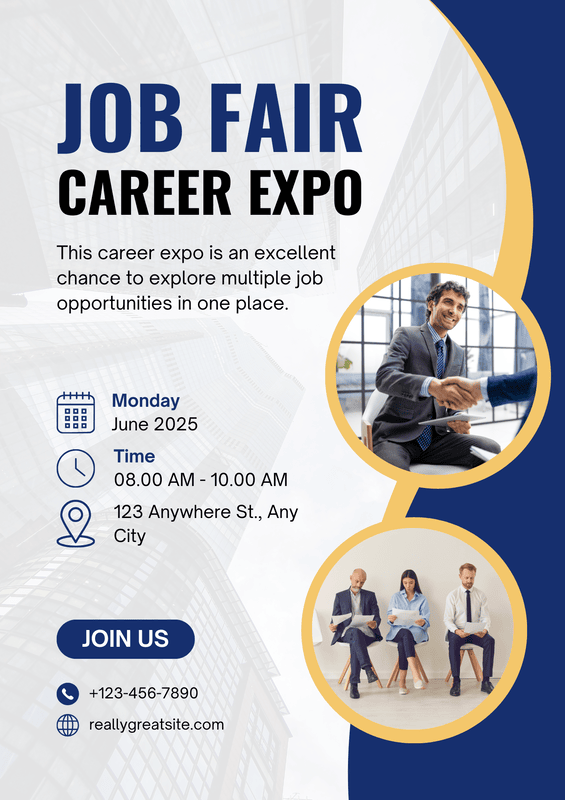 JOB FAIR
CAREER EXPO
This career expo is an excellent
chance to explore multiple job
opportunities in one place.
Monday
June 2025
Time
08.00 AM - 10.00 AM
123 Anywhere St., Any
City
JOIN US
+123-456-7890
reallygreatsite.com